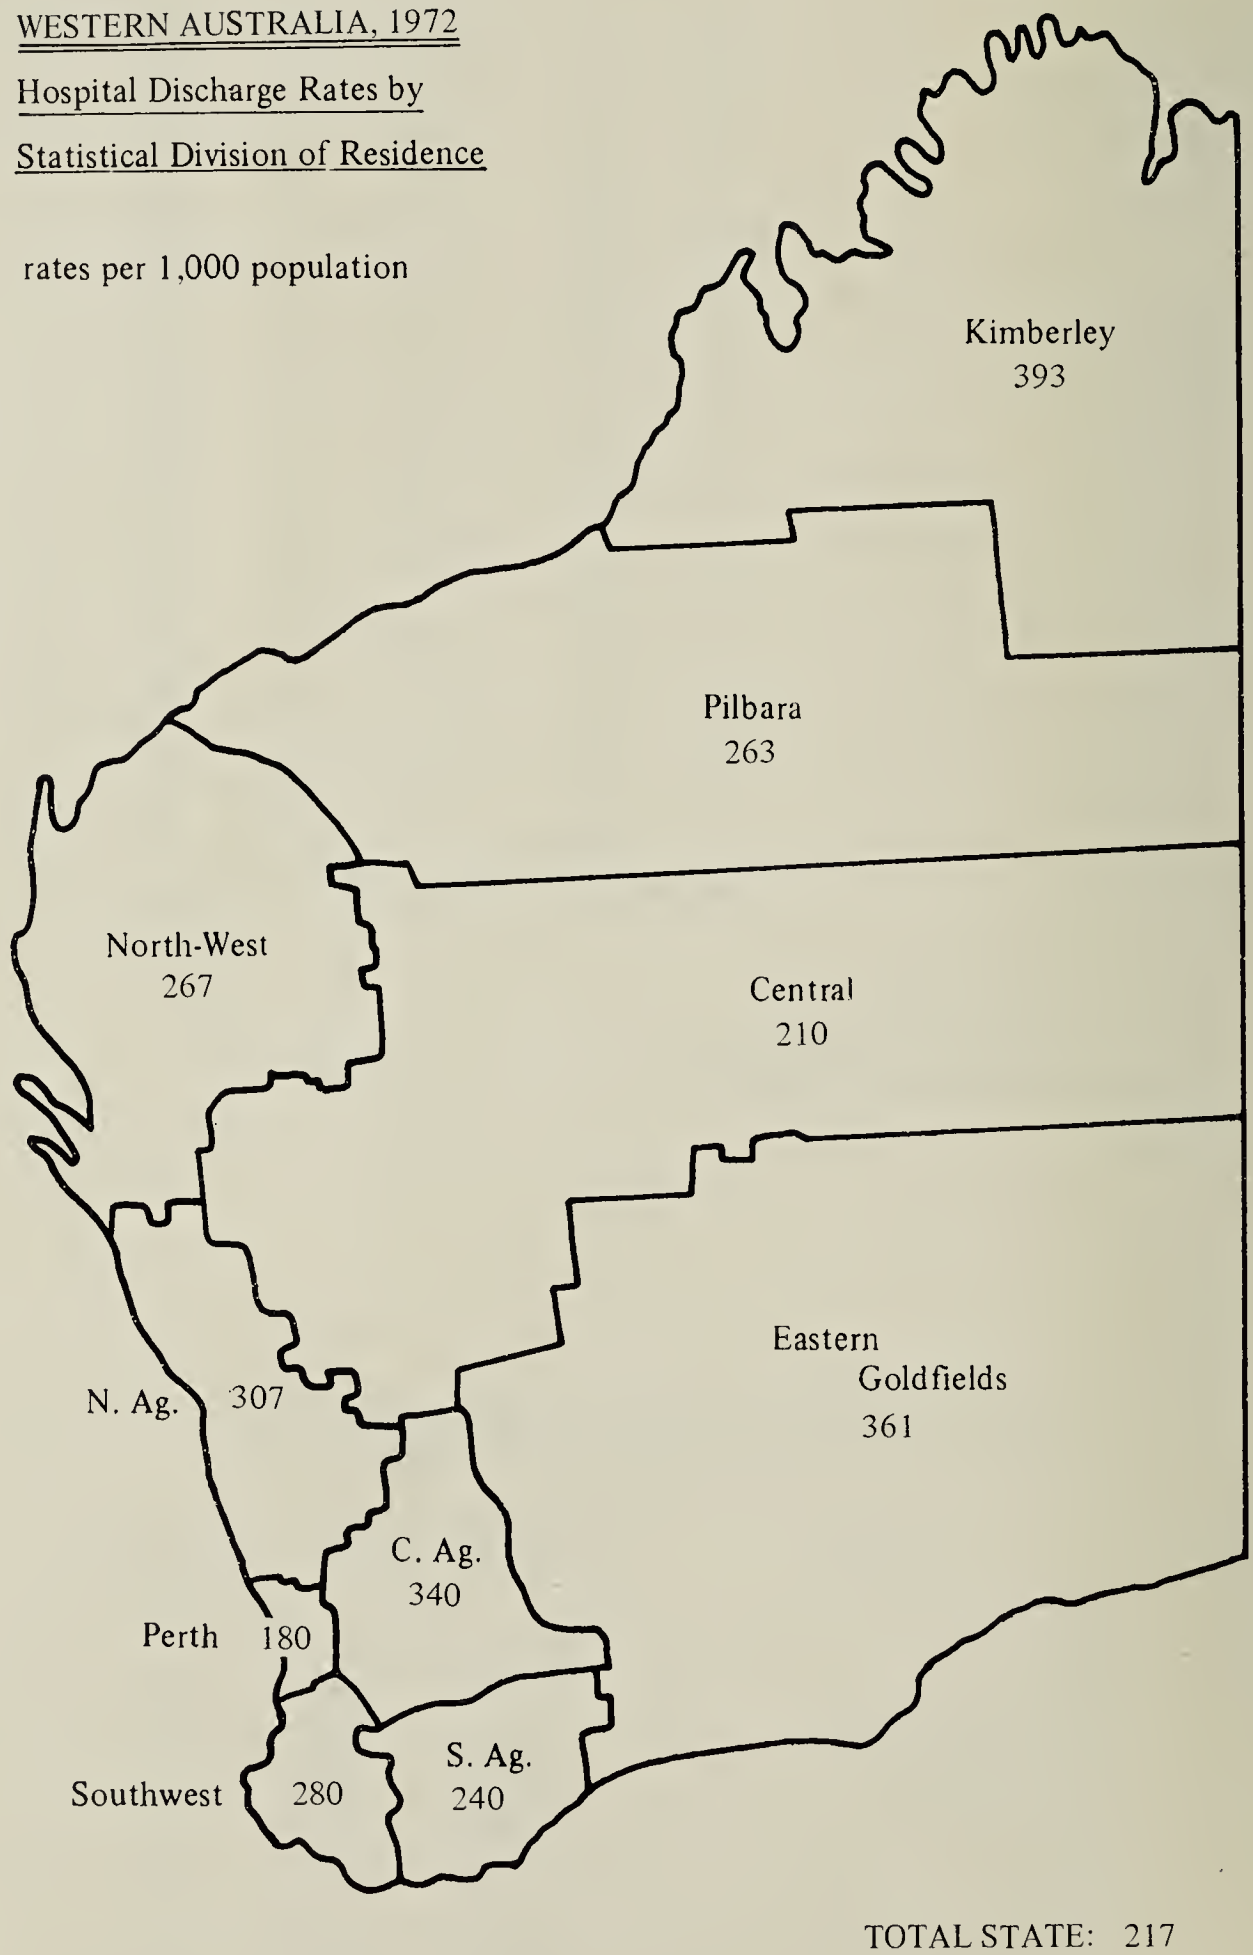 WESTERN AUSTRALIA, 1972
Hospital Discharge Rates by
Statistical Division of Residence
rates per 1,000 population
Kimberley
393
Pilbara
263
North-West
267
Central
210
Eastern
Goldfields
361
N. Ag. 307
C. Ag.
340
Perth 180
S. Ag.
240
Southwest 280
TOTAL STATE: 217